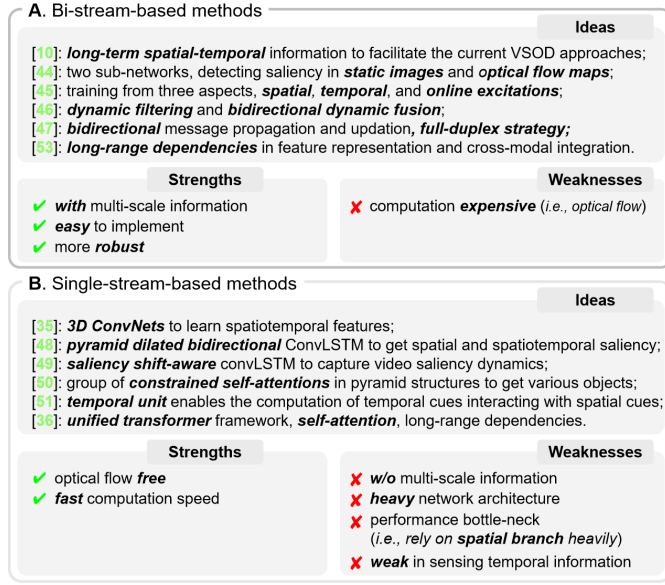 A. Bi-stream-based methods
Ideas
[10]: long-term spatial-temporal information to facilitate the current VSOD approaches;
[44]: two sub-networks, detecting saliency in static images and optical flow maps;
[45]: training from three aspects, spatial, temporal, and online excitations;
[46]: dynamic filtering and bidirectional dynamic fusion;
[47]: bidirectional message propagation and updation, full-duplex strategy;
[53]: long-range dependencies in feature representation and cross-modal integration.
Strengths
✔ with multi-scale information
✔ easy to implement
✔ more robust
Weaknesses
✘ computation expensive (i.e., optical flow)
B. Single-stream-based methods
Ideas
[35]: 3D ConvNets to learn spatiotemporal features;
[48]: pyramid dilated bidirectional ConvLSTM to get spatial and spatiotemporal saliency;
[49]: saliency shift-aware convLSTM to capture video saliency dynamics;
[50]: group of constrained self-attentions in pyramid structures to get various objects;
[51]: temporal unit enables the computation of temporal cues interacting with spatial cues;
[36]: unified transformer framework, self-attention, long-range dependencies.
Strengths
✔ optical flow free
✔ fast computation speed
Weaknesses
✘ w/o multi-scale information
✘ heavy network architecture
✘ performance bottle-neck
(i.e., rely on spatial branch heavily)
✘ weak in sensing temporal information